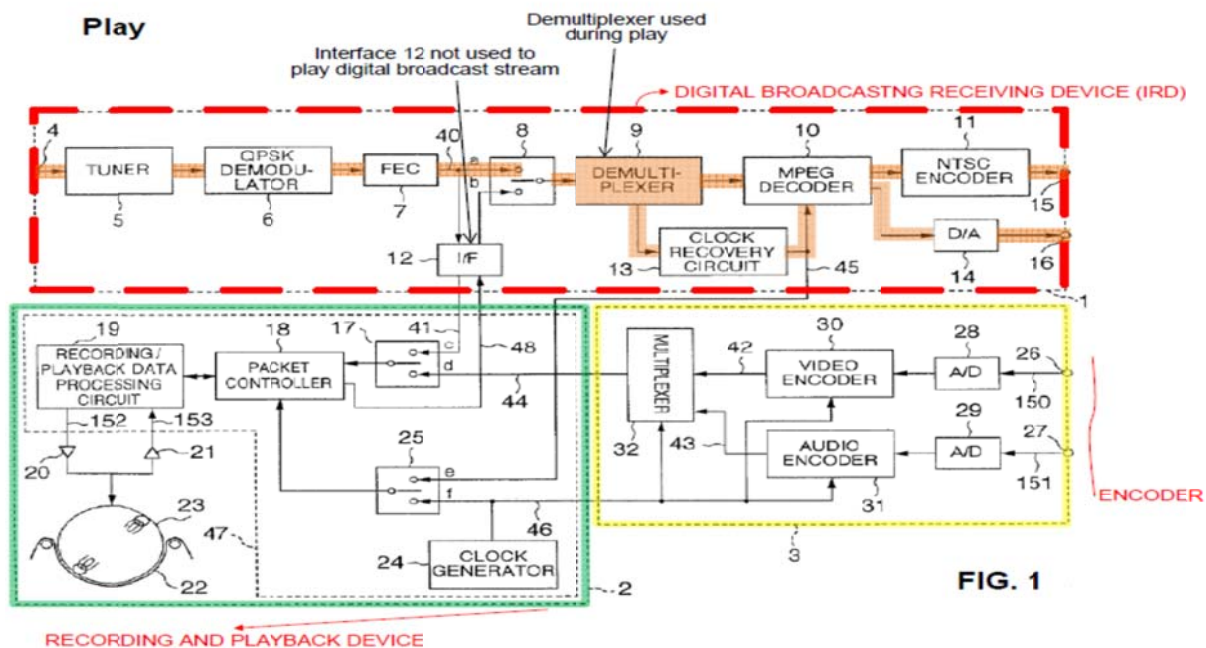 Play
Demultiplexer used
during play
Interface 12 not used to
play digital broadcast stream
DIGITAL BROADCASTNG RECEIVING DEVICE (IRD)
4
TUNER
5
QPSK
DEMODU-
LATOR
6
FEC
7
40
a
b
8
9
DEMULTI-
PLEXER
10
MPEG
DECODER
11
NTSC
ENCODER
15
12
I/F
13
CLOCK
RECOVERY
CIRCUIT
45
D/A
14
16
1
19
RECORDING/
PLAYBACK DATA
PROCESSING
CIRCUIT
18
PACKET
CONTROLLER
17
41
c
d
48
44
MULTIPLEXER
32
42
30
VIDEO
ENCODER
28
A/D
26
150
152
153
20
21
25
e
f
43
AUDIO
ENCODER
31
29
A/D
27
151
ENCODER
23
47
22
24
CLOCK
GENERATOR
46
2
3
FIG. 1
RECORDING AND PLAYBACK DEVICE